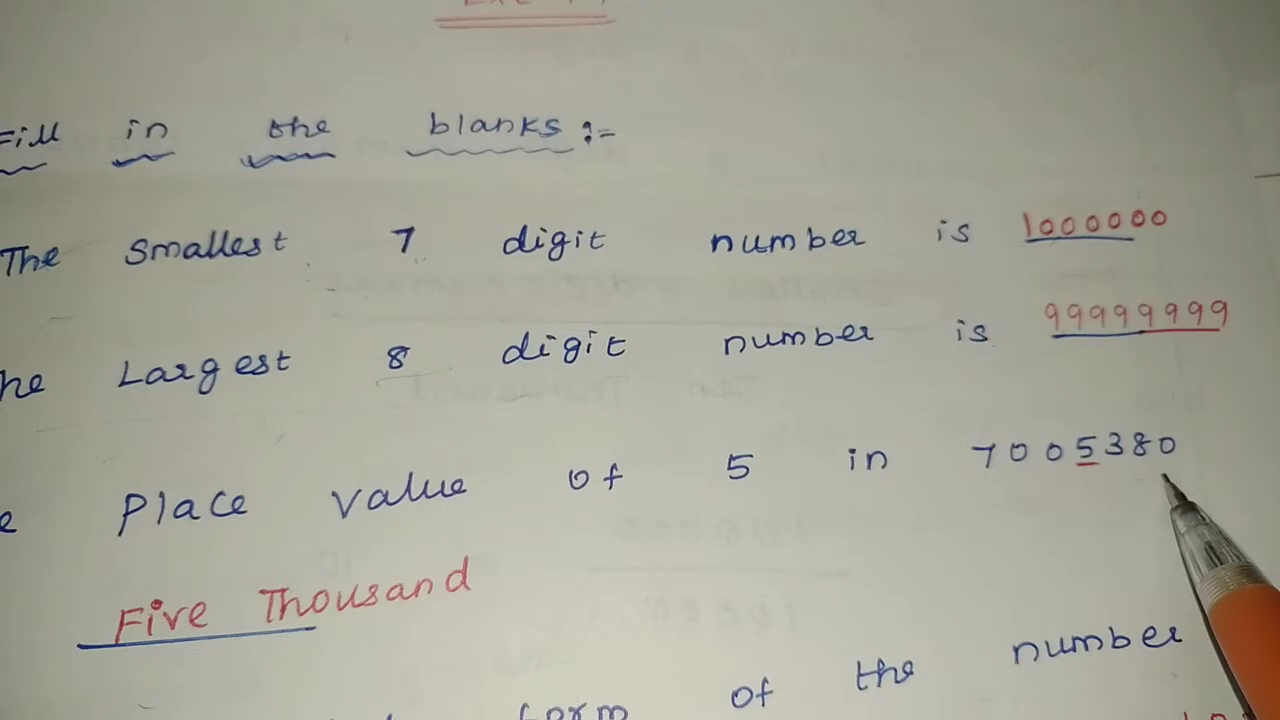 Fill in the blanks :-
The Smallest 7 digit number is 1000000
he Largest 8 digit number is 99999999
e Place value of 5 in 7005380
Five Thousand
form of the number